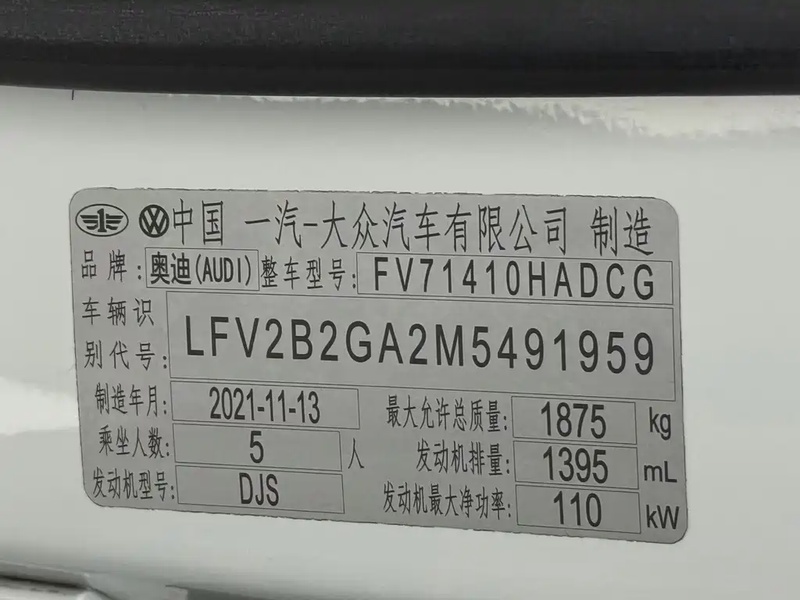 中国 一汽-大众汽车有限公司 制造
品牌: 奥迪(AUDI) 整车型号: FV71410HADCG
车辆识别代号: LFV2B2GA2M5491959
制造年月: 2021-11-13 最大允许总质量: 1875 kg
乘坐人数: 5 人 发动机排量: 1395 mL
发动机型号: DJS 发动机最大净功率: 110 kW